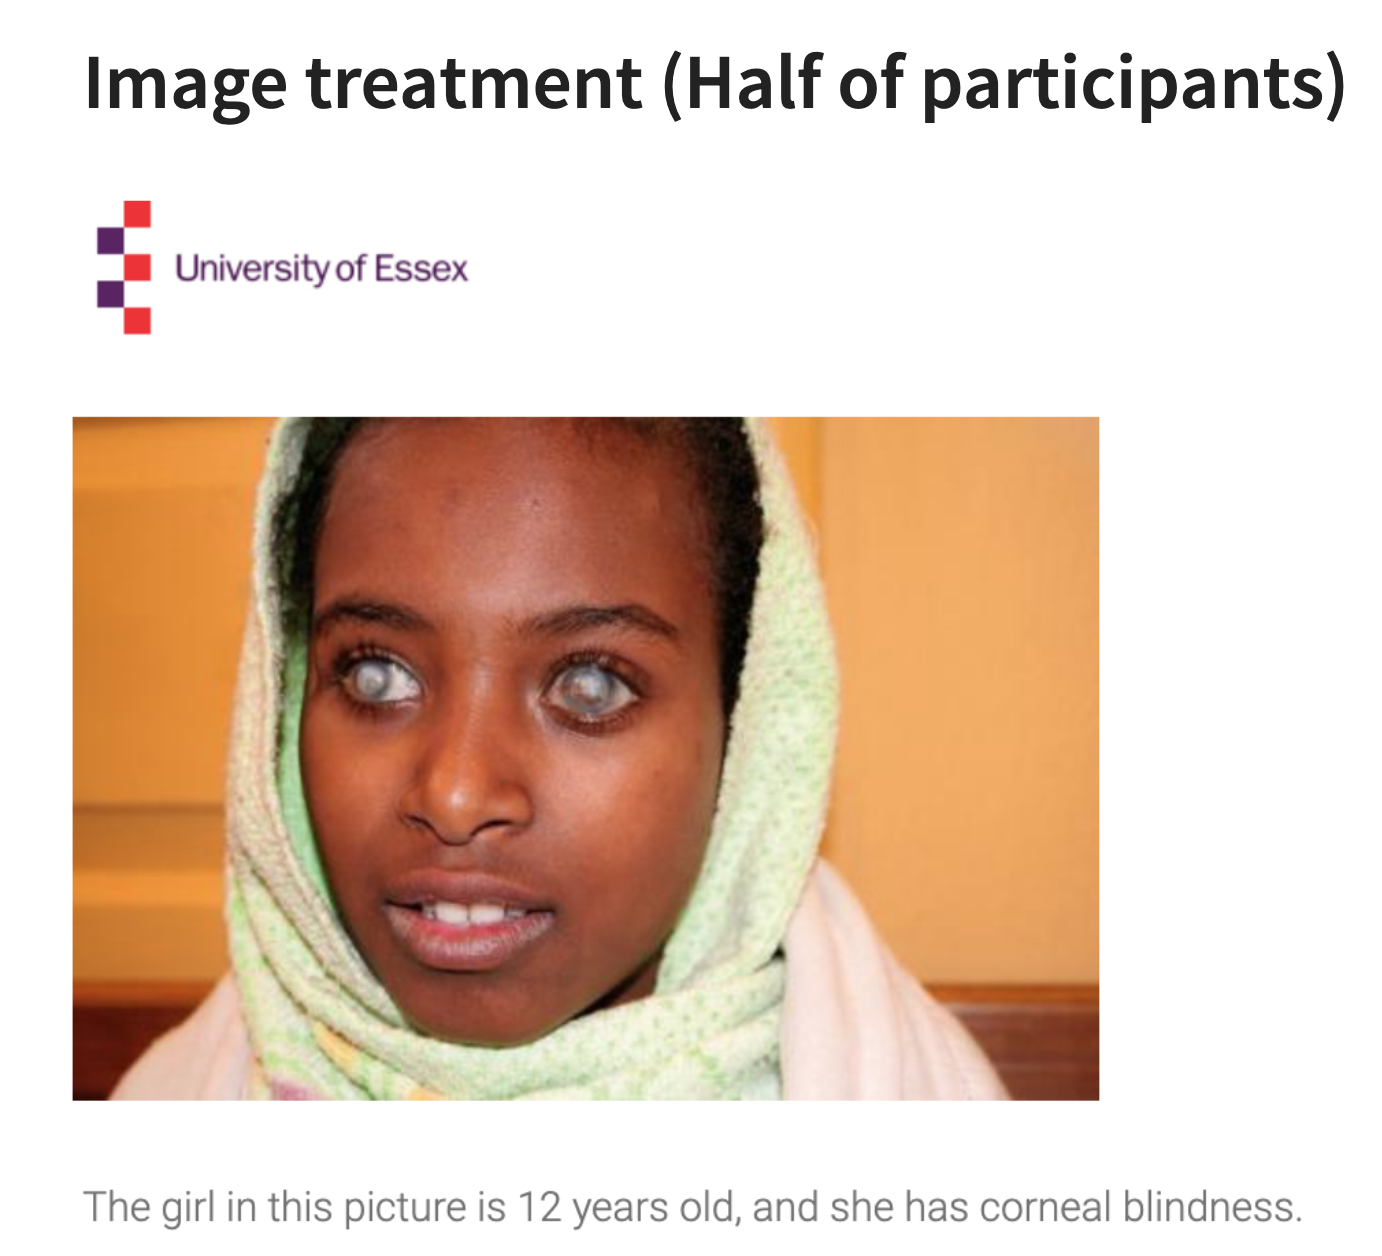 Image treatment (Half of participants)
University of Essex
The girl in this picture is 12 years old, and she has corneal blindness.